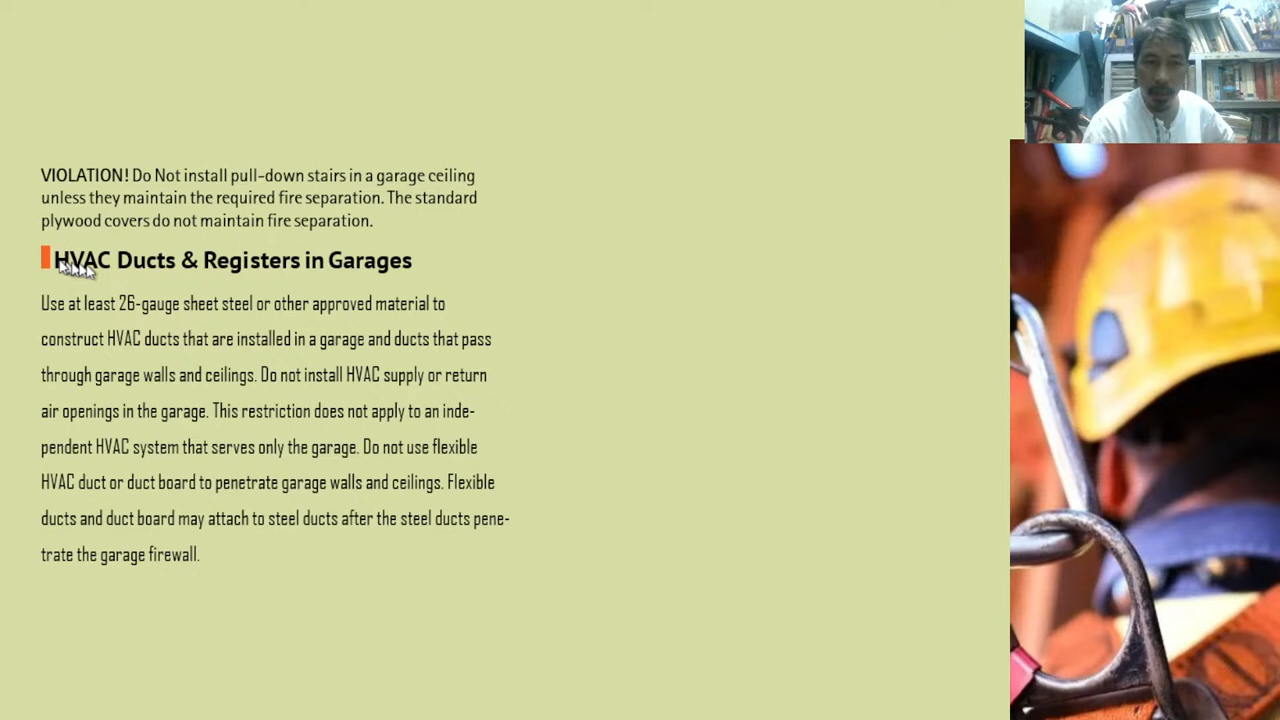 VIOLATION! Do Not install pull-down stairs in a garage ceiling
unless they maintain the required fire separation. The standard
plywood covers do not maintain fire separation.
HVAC Ducts & Registers in Garages
Use at least 26-gauge sheet steel or other approved material to
construct HVAC ducts that are installed in a garage and ducts that pass
through garage walls and ceilings. Do not install HVAC supply or return
air openings in the garage. This restriction does not apply to an inde-
pendent HVAC system that serves only the garage. Do not use flexible
HVAC duct or duct board to penetrate garage walls and ceilings. Flexible
ducts and duct board may attach to steel ducts after the steel ducts pene-
trate the garage firewall.